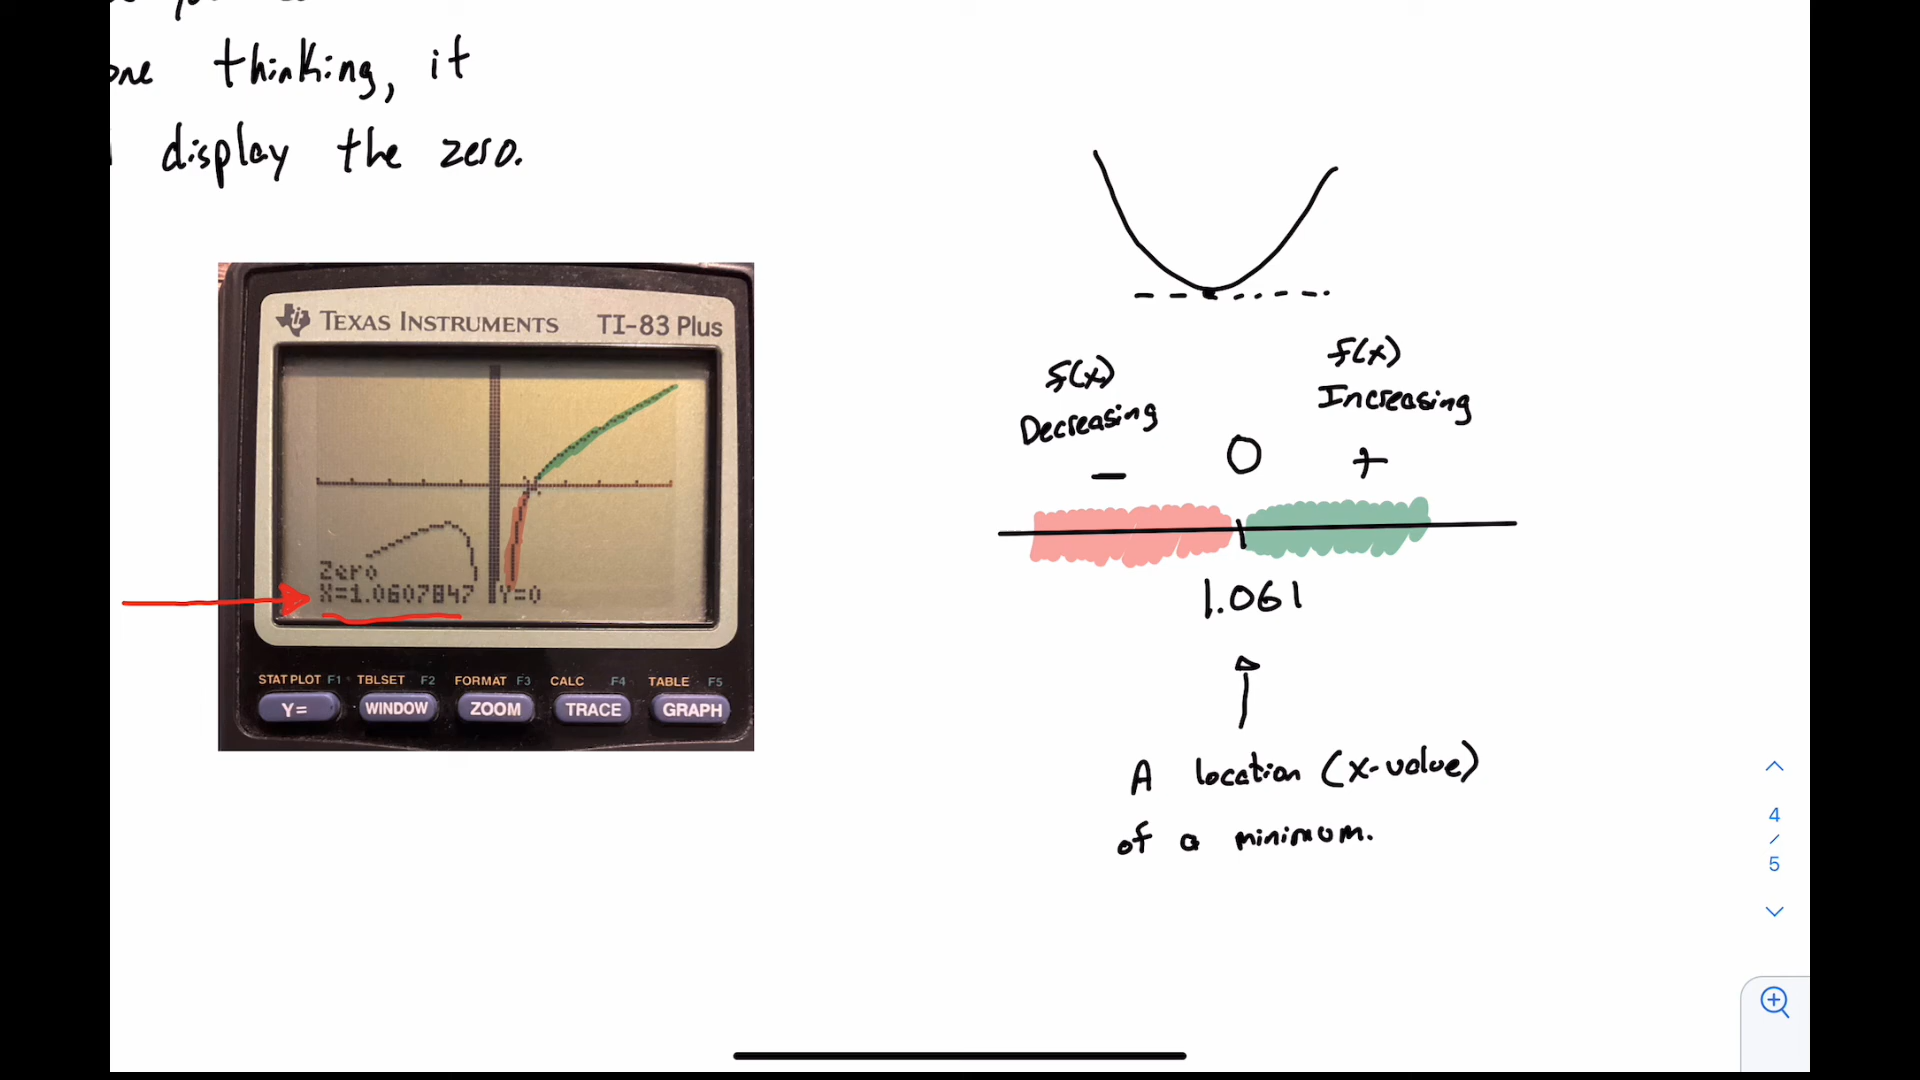 thinking, it
display the zero.
TEXAS INSTRUMENTS TI-83 Plus
Zero
X=1.0607847 Y=0
STAT PLOT F1 TBLSET F2 FORMAT F3 CALC F4 TABLE F5
Y= WINDOW ZOOM TRACE GRAPH
f(x)
Decreasing
f(x)
Increasing
− 0 +
1.061
A location (x-value)
of a minimum.
4
/
5